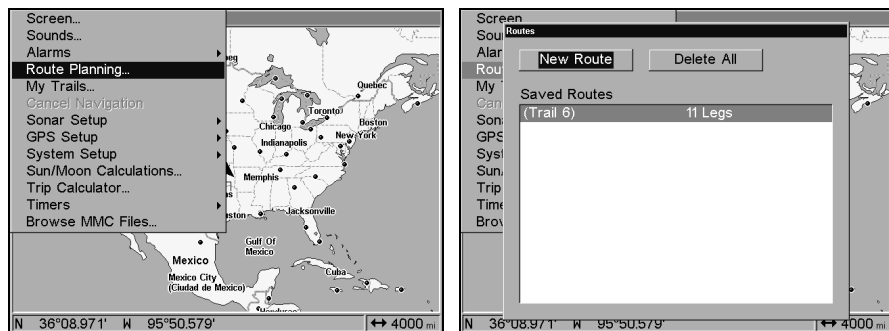 Screen...
Sounds...
Alarms
Route Planning...
My Trails...
Cancel Navigation
Sonar Setup
GPS Setup
System Setup
Sun/Moon Calculations...
Trip Calculator...
Timers
Browse MMC Files...
Quebec
Toronto
Boston
Chicago
New York
Indianapolis
Memphis
Jacksonville
Gulf Of
Mexico
Mexico
Mexico City
(Ciudad de Mexico)
Cuba
N 36°08.971' W 95°50.579' ↔ 4000 mi
Screen
Routes
New Route
Delete All
Saved Routes
(Trail 6) 11 Legs
N 36°08.971' W 95°50.579' ↔ 4000 mi